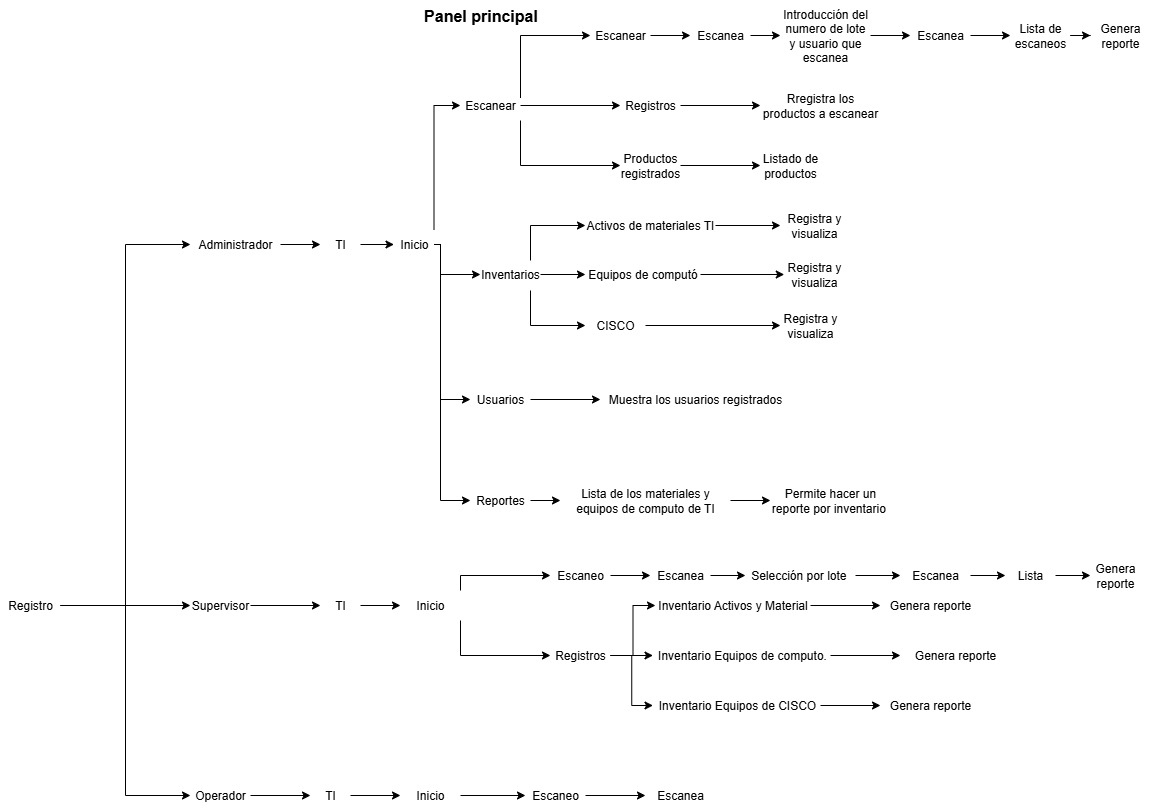 Panel principal
Escanear
Escanea
Introducción del
numero de lote
y usuario que
escanea
Escanea
Lista de
escaneos
Genera
reporte
Escanear
Registros
Rregistra los
productos a escanear
Productos
registrados
Listado de
productos
Activos de materiales TI
Registra y
visualiza
Administrador
TI
Inicio
Inventarios
Equipos de computó
Registra y
visualiza
CISCO
Registra y
visualiza
Usuarios
Muestra los usuarios registrados
Reportes
Lista de los materiales y
equipos de computo de TI
Permite hacer un
reporte por inventario
Escaneo
Escanea
Selección por lote
Escanea
Lista
Genera
reporte
Registro
Supervisor
TI
Inicio
Inventario Activos y Material
Genera reporte
Registros
Inventario Equipos de computo.
Genera reporte
Inventario Equipos de CISCO
Genera reporte
Operador
TI
Inicio
Escaneo
Escanea